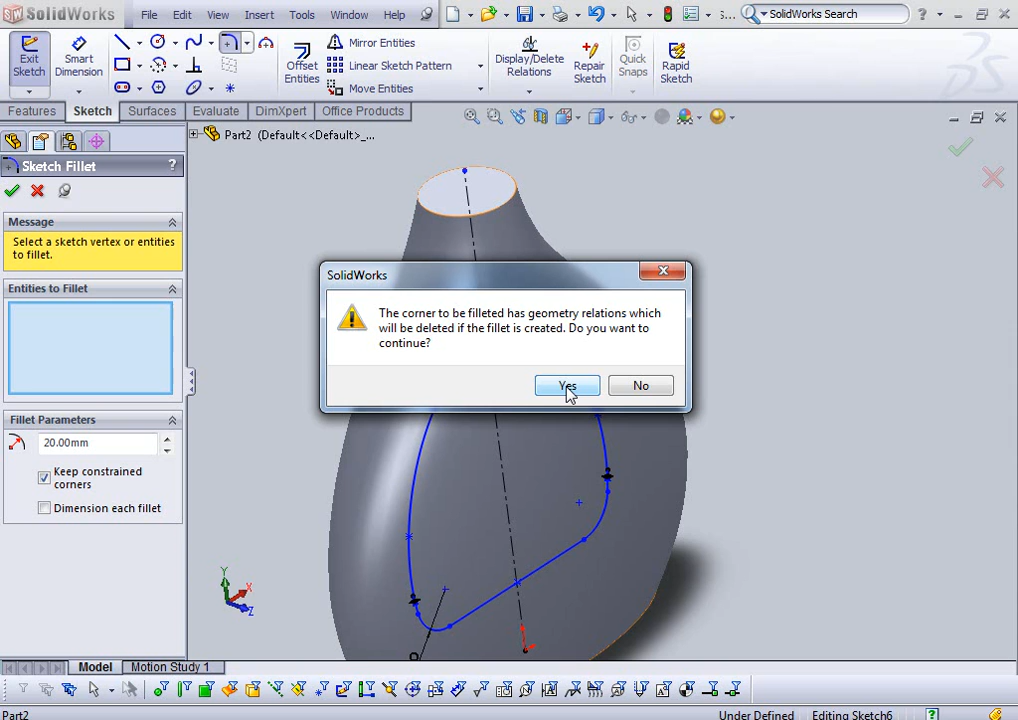 SOLIDWORKS File Edit View Insert Tools Window Help S... SolidWorks Search
Exit Sketch
Smart Dimension
Offset Entities
Mirror Entities
Linear Sketch Pattern
Move Entities
Display/Delete Relations
Repair Sketch
Quick Snaps
Rapid Sketch
Features Sketch Surfaces Evaluate DimXpert Office Products
Part2 (Default<<Default>_...
Sketch Fillet ?
Message
Select a sketch vertex or entities
to fillet.
Entities to Fillet
Fillet Parameters
20.00mm
Keep constrained
corners
Dimension each fillet
SolidWorks
The corner to be filleted has geometry relations which
will be deleted if the fillet is created. Do you want to
continue?
Yes No
Y
X
Z
Model Motion Study 1
Part2 Under Defined Editing Sketch6